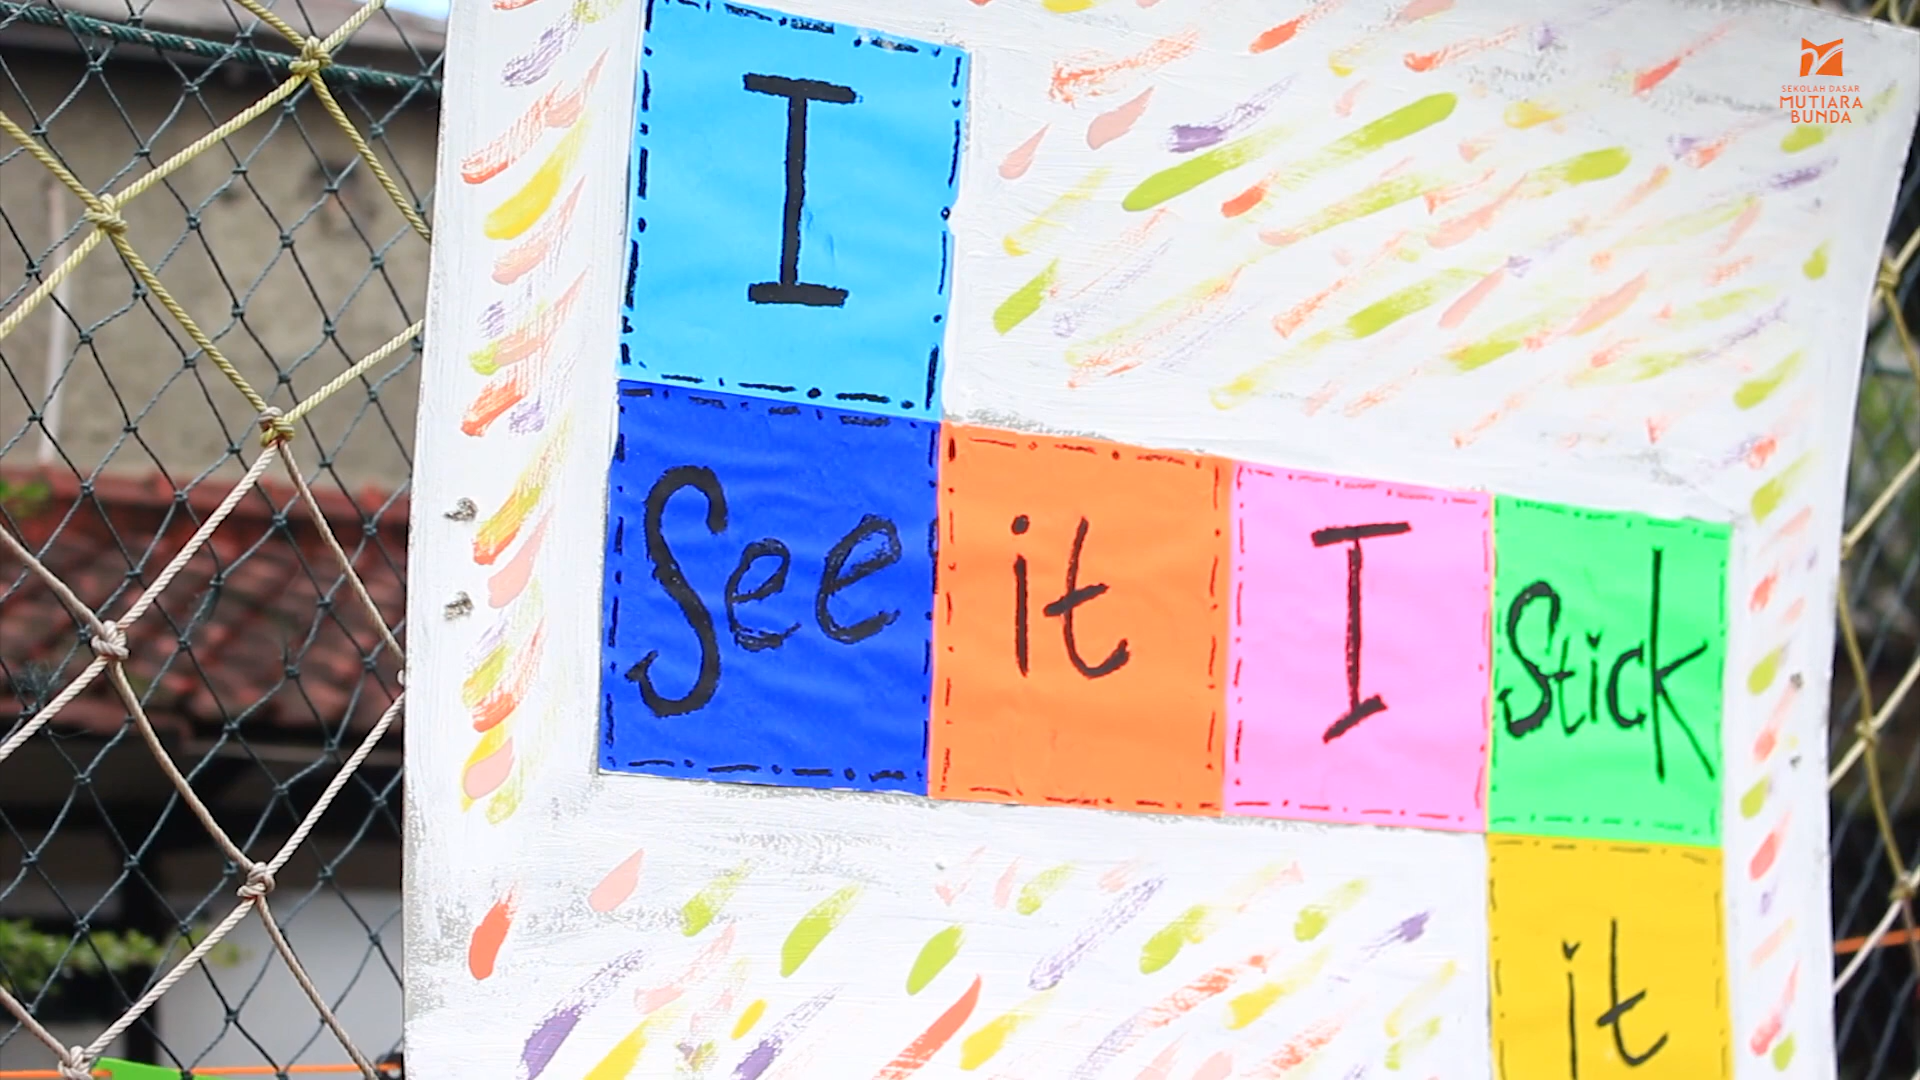 I
See it I Stick
it
SEKOLAH DASAR
MUTIARA
BUNDA